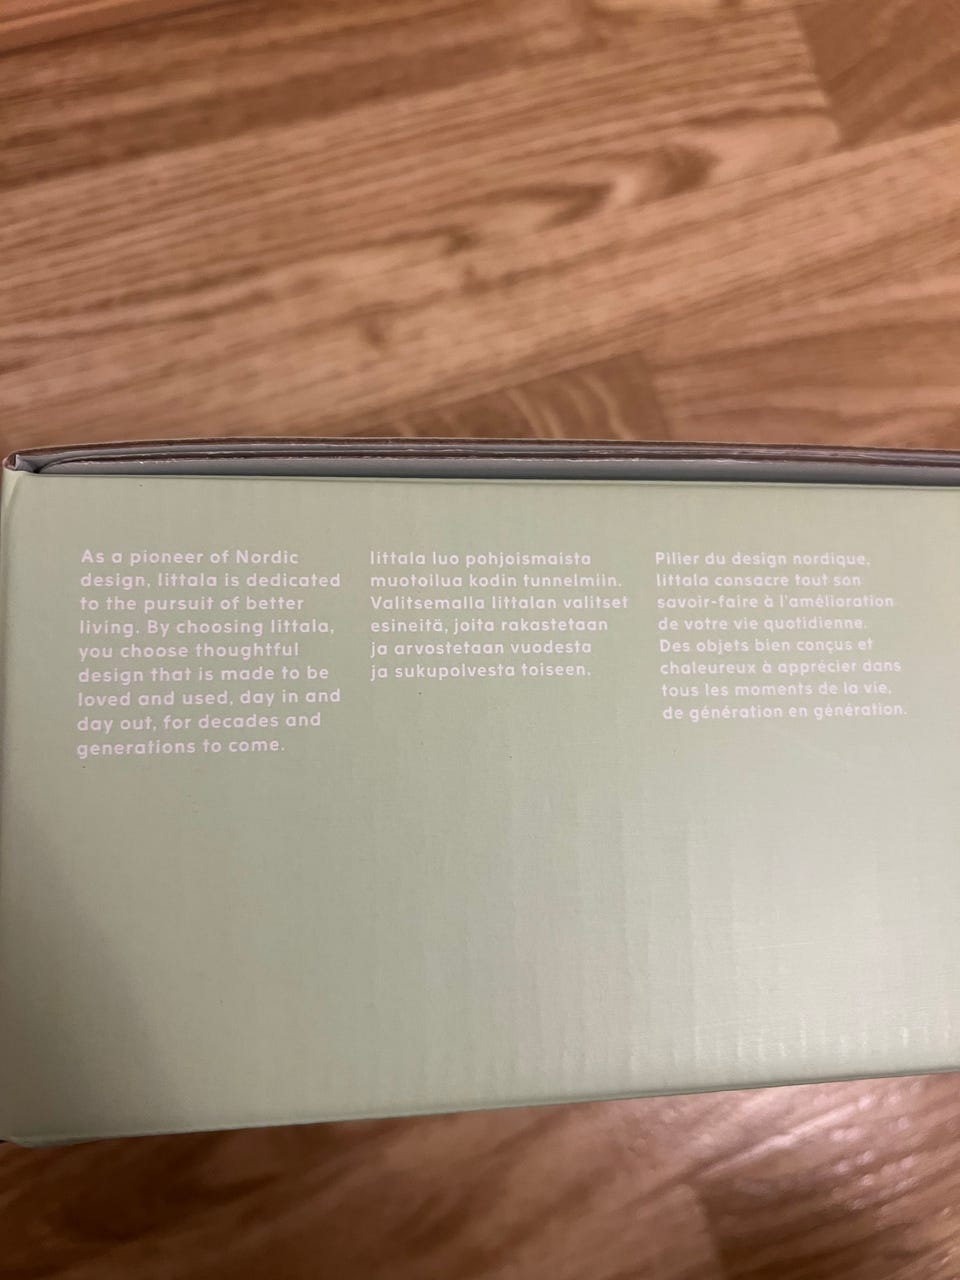 As a pioneer of Nordic
design, Iittala is dedicated
to the pursuit of better
living. By choosing Iittala,
you choose thoughtful
design that is made to be
loved and used, day in and
day out, for decades and
generations to come.
Iittala luo pohjoismaista
muotoilua kodin tunnelmiin.
Valitsemalla Iittalan valitset
esineitä, joita rakastetaan
ja arvostetaan vuodesta
ja sukupolvesta toiseen.
Pilier du design nordique,
Iittala consacre tout son
savoir-faire à l'amélioration
de votre vie quotidienne.
Des objets bien conçus et
chaleureux à apprécier dans
tous les moments de la vie,
de génération en génération.